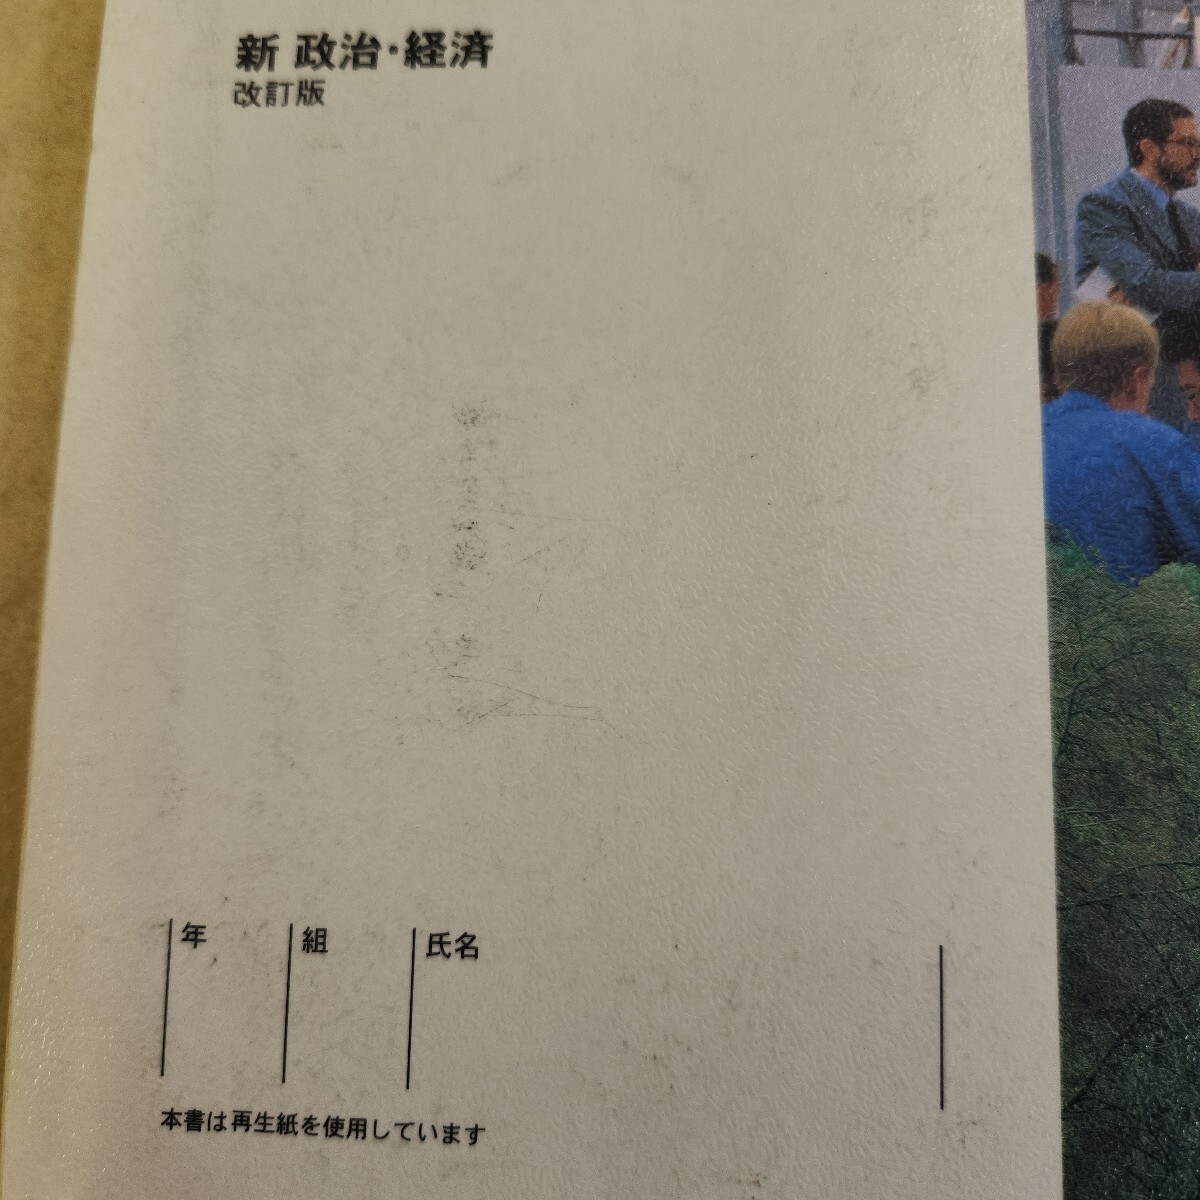 新 政治・経済
改訂版
年 組 氏名
本書は再生紙を使用しています